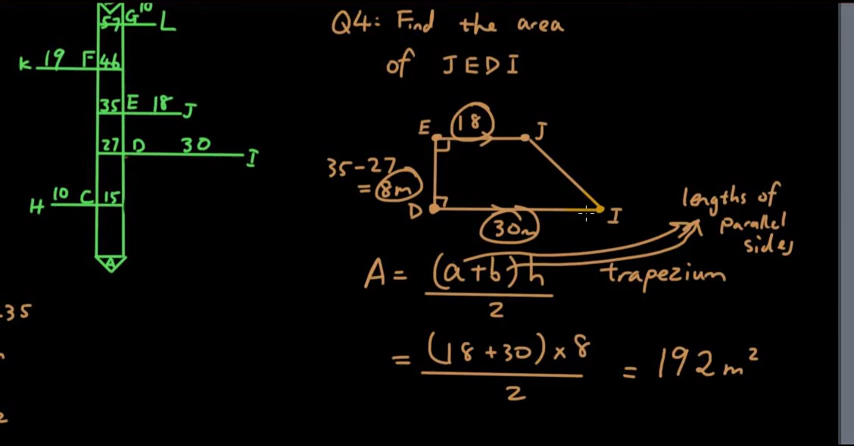 57 G 10 L
K 19 F 46
35 E 18 J
27 D 30 I
H 10 C 15
A
.35
2
Q4: Find the area
of JEDI
E 18 J
35-27
= 8m
D 30m I
lengths of
parallel
sides
A = (a+b)h
2
trapezium
= (18+30)×8
2
= 192m²